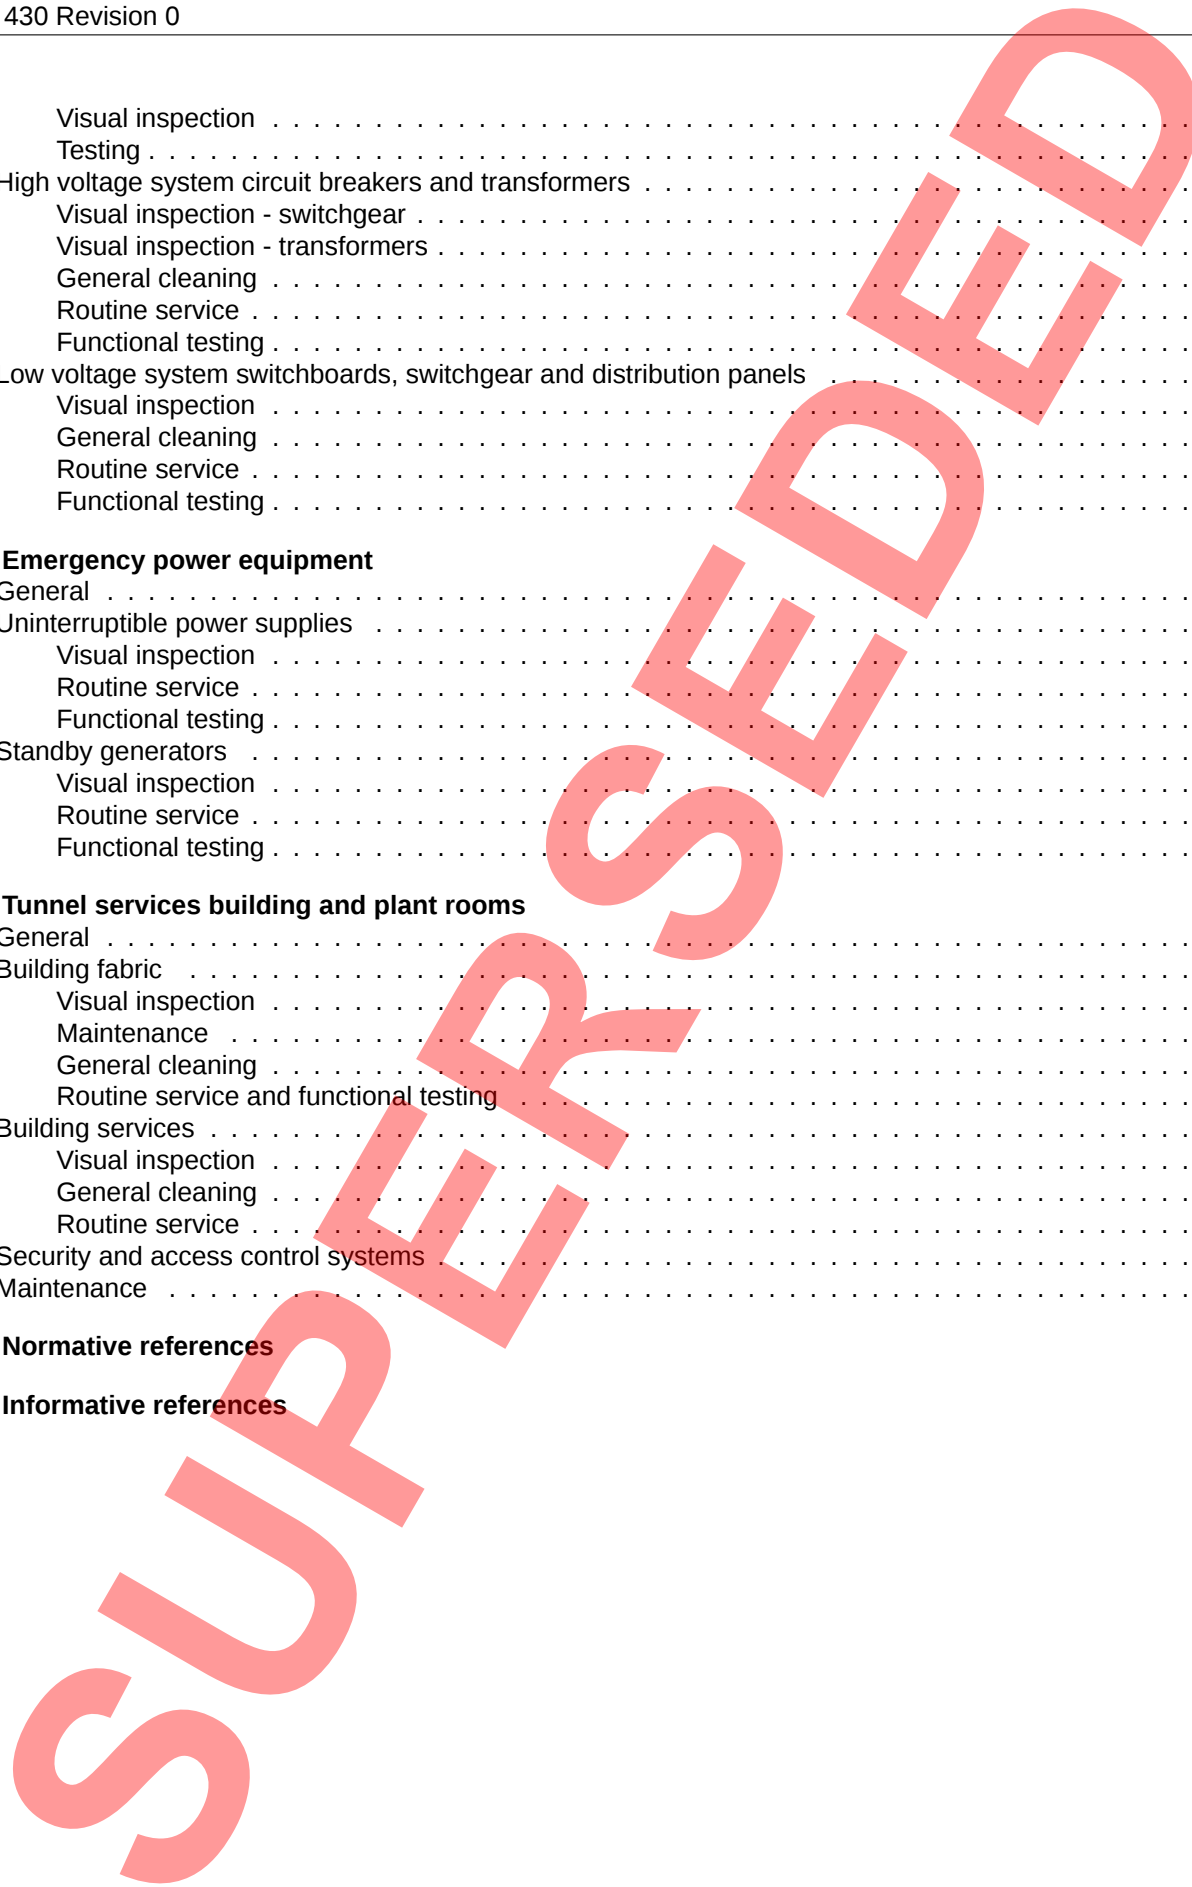 430 Revision 0
Visual inspection . . . . . . . . . . . . . . . . . . . . . . . . . . . . . . . . . . . . . . . . . . . . .
Testing . . . . . . . . . . . . . . . . . . . . . . . . . . . . . . . . . . . . . . . . . . . . . . . . . . .
High voltage system circuit breakers and transformers . . . . . . . . . . . . . . . . . . . . . . . . . . .
Visual inspection - switchgear . . . . . . . . . . . . . . . . . . . . . . . . . . . . . . . . . . . . . .
Visual inspection - transformers . . . . . . . . . . . . . . . . . . . . . . . . . . . . . . . . . . . . .
General cleaning . . . . . . . . . . . . . . . . . . . . . . . . . . . . . . . . . . . . . . . . . . . . .
Routine service . . . . . . . . . . . . . . . . . . . . . . . . . . . . . . . . . . . . . . . . . . . . . .
Functional testing . . . . . . . . . . . . . . . . . . . . . . . . . . . . . . . . . . . . . . . . . . . . .
Low voltage system switchboards, switchgear and distribution panels . . . . . . . . . . . . . . . . . .
Visual inspection . . . . . . . . . . . . . . . . . . . . . . . . . . . . . . . . . . . . . . . . . . . . .
General cleaning . . . . . . . . . . . . . . . . . . . . . . . . . . . . . . . . . . . . . . . . . . . . .
Routine service . . . . . . . . . . . . . . . . . . . . . . . . . . . . . . . . . . . . . . . . . . . . . .
Functional testing . . . . . . . . . . . . . . . . . . . . . . . . . . . . . . . . . . . . . . . . . . . . .
Emergency power equipment
General . . . . . . . . . . . . . . . . . . . . . . . . . . . . . . . . . . . . . . . . . . . . . . . . . . . . .
Uninterruptible power supplies . . . . . . . . . . . . . . . . . . . . . . . . . . . . . . . . . . . . . . . .
Visual inspection . . . . . . . . . . . . . . . . . . . . . . . . . . . . . . . . . . . . . . . . . . . . .
Routine service . . . . . . . . . . . . . . . . . . . . . . . . . . . . . . . . . . . . . . . . . . . . . .
Functional testing . . . . . . . . . . . . . . . . . . . . . . . . . . . . . . . . . . . . . . . . . . . . .
Standby generators . . . . . . . . . . . . . . . . . . . . . . . . . . . . . . . . . . . . . . . . . . . . . .
Visual inspection . . . . . . . . . . . . . . . . . . . . . . . . . . . . . . . . . . . . . . . . . . . . .
Routine service . . . . . . . . . . . . . . . . . . . . . . . . . . . . . . . . . . . . . . . . . . . . . .
Functional testing . . . . . . . . . . . . . . . . . . . . . . . . . . . . . . . . . . . . . . . . . . . . .
Tunnel services building and plant rooms
General . . . . . . . . . . . . . . . . . . . . . . . . . . . . . . . . . . . . . . . . . . . . . . . . . . . . .
Building fabric . . . . . . . . . . . . . . . . . . . . . . . . . . . . . . . . . . . . . . . . . . . . . . . . .
Visual inspection . . . . . . . . . . . . . . . . . . . . . . . . . . . . . . . . . . . . . . . . . . . . .
Maintenance . . . . . . . . . . . . . . . . . . . . . . . . . . . . . . . . . . . . . . . . . . . . . . .
General cleaning . . . . . . . . . . . . . . . . . . . . . . . . . . . . . . . . . . . . . . . . . . . . .
Routine service and functional testing . . . . . . . . . . . . . . . . . . . . . . . . . . . . . . . . .
Building services . . . . . . . . . . . . . . . . . . . . . . . . . . . . . . . . . . . . . . . . . . . . . . . .
Visual inspection . . . . . . . . . . . . . . . . . . . . . . . . . . . . . . . . . . . . . . . . . . . . .
General cleaning . . . . . . . . . . . . . . . . . . . . . . . . . . . . . . . . . . . . . . . . . . . . .
Routine service . . . . . . . . . . . . . . . . . . . . . . . . . . . . . . . . . . . . . . . . . . . . . .
Security and access control systems . . . . . . . . . . . . . . . . . . . . . . . . . . . . . . . . . . . . .
Maintenance . . . . . . . . . . . . . . . . . . . . . . . . . . . . . . . . . . . . . . . . . . . . . . . . . .
Normative references
Informative references
SUPERSEDED